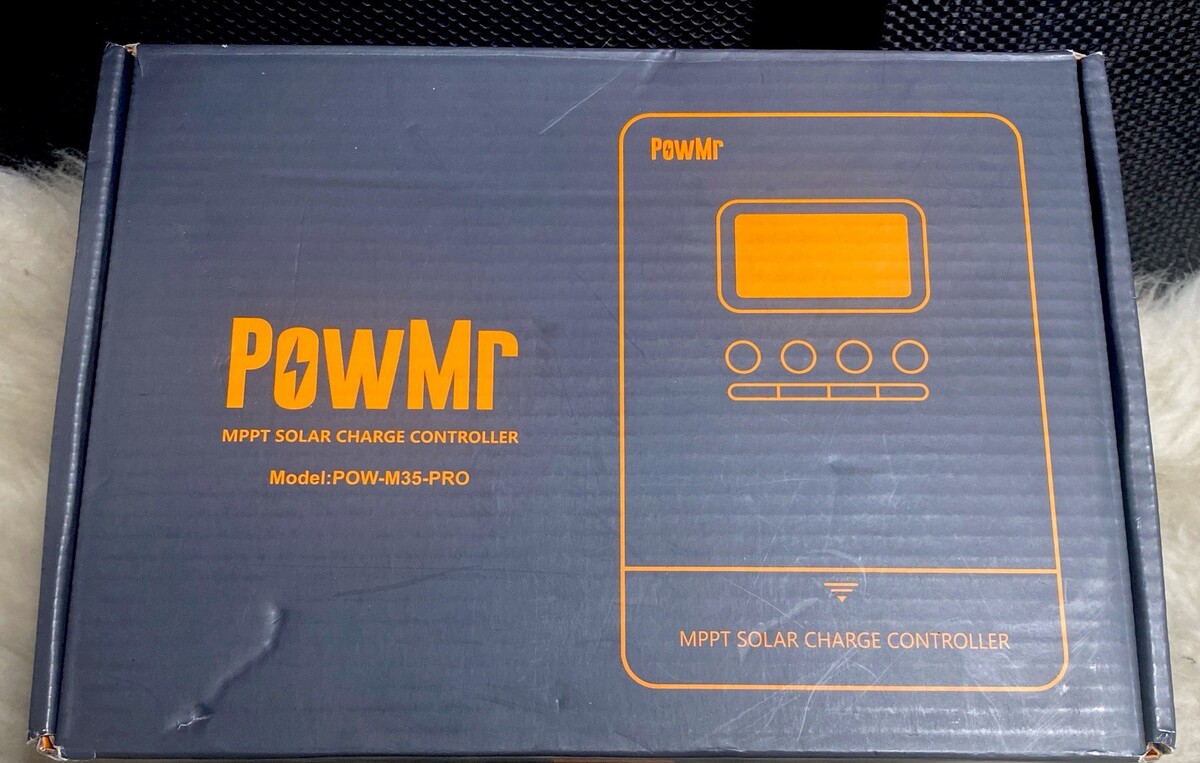 PowMr
MPPT SOLAR CHARGE CONTROLLER
Model:POW-M35-PRO
PowMr
MPPT SOLAR CHARGE CONTROLLER